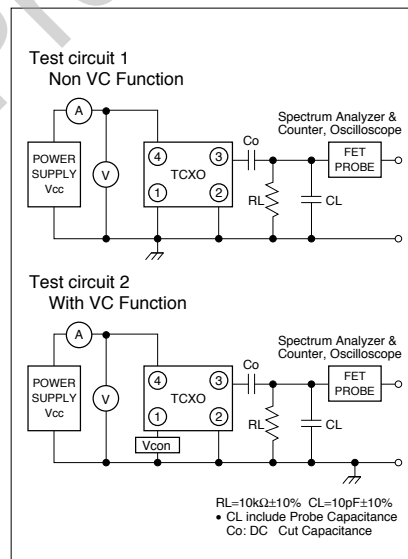 Test circuit 1
Non VC Function
A
POWER
SUPPLY
Vcc
V
4
3
TCXO
1
2
Co
Spectrum Analyzer &
Counter, Oscilloscope
FET
PROBE
RL
CL
Test circuit 2
With VC Function
A
POWER
SUPPLY
Vcc
V
4
3
TCXO
1
2
Vcon
Co
Spectrum Analyzer &
Counter, Oscilloscope
FET
PROBE
RL
CL
RL=10kΩ±10% CL=10pF±10%
• CL include Probe Capacitance
Co: DC Cut Capacitance